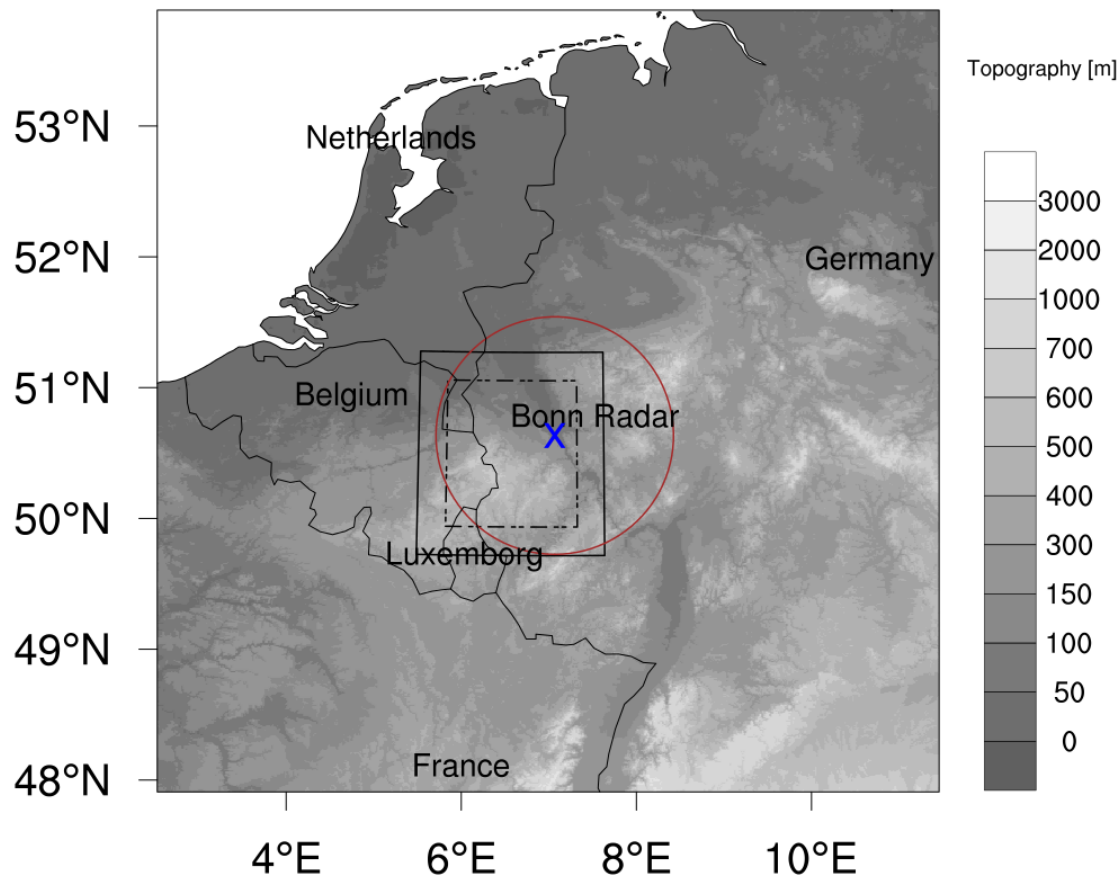 Topography [m]
53°N
52°N
51°N
50°N
49°N
48°N
Netherlands
Germany
Belgium
Bonn Radar
X
Luxemborg
France
4°E 6°E 8°E 10°E
3000
2000
1000
700
600
500
400
300
150
100
50
0